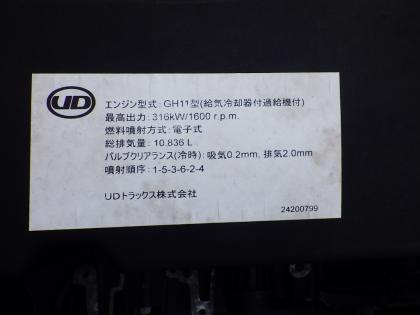 UD
エンジン型式:GH11型(給気冷却器付過給機付)
最高出力:316kW/1600 r.p.m.
燃料噴射方式:電子式
総排気量:10.836 L
バルブクリアランス(冷時):吸気0.2mm, 排気2.0mm
噴射順序:1-5-3-6-2-4
UDトラックス株式会社
24200799